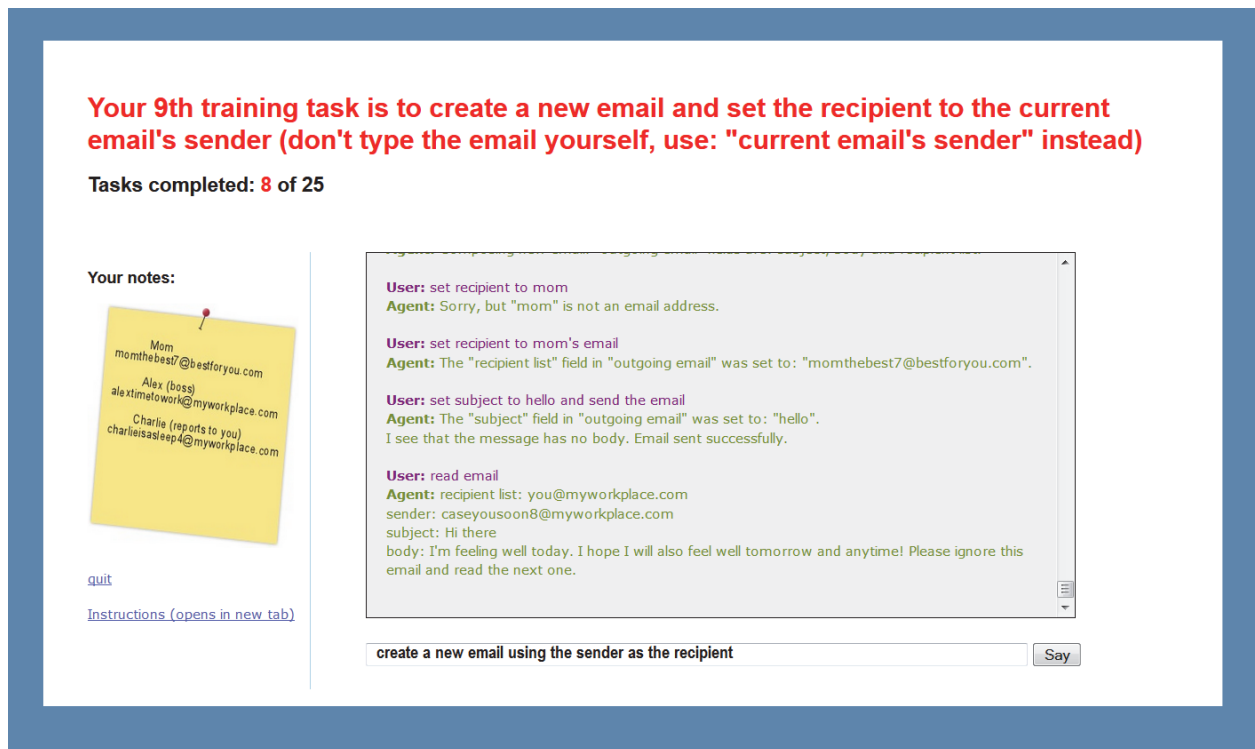 Your 9th training task is to create a new email and set the recipient to the current
email's sender (don't type the email yourself, use: "current email's sender" instead)
Tasks completed: 8 of 25
Your notes:
Mom
momthebest7@bestforyou.com
Alex (boss)
alextimetowork@myworkplace.com
Charlie (reports to you)
charlieisasleep4@myworkplace.com
quit
Instructions (opens in new tab)
User: set recipient to mom
Agent: Sorry, but "mom" is not an email address.
User: set recipient to mom's email
Agent: The "recipient list" field in "outgoing email" was set to: "momthebest7@bestforyou.com".
User: set subject to hello and send the email
Agent: The "subject" field in "outgoing email" was set to: "hello".
I see that the message has no body. Email sent successfully.
User: read email
Agent: recipient list: you@myworkplace.com
sender: caseyousoon8@myworkplace.com
subject: Hi there
body: I'm feeling well today. I hope I will also feel well tomorrow and anytime! Please ignore this
email and read the next one.
create a new email using the sender as the recipient
Say